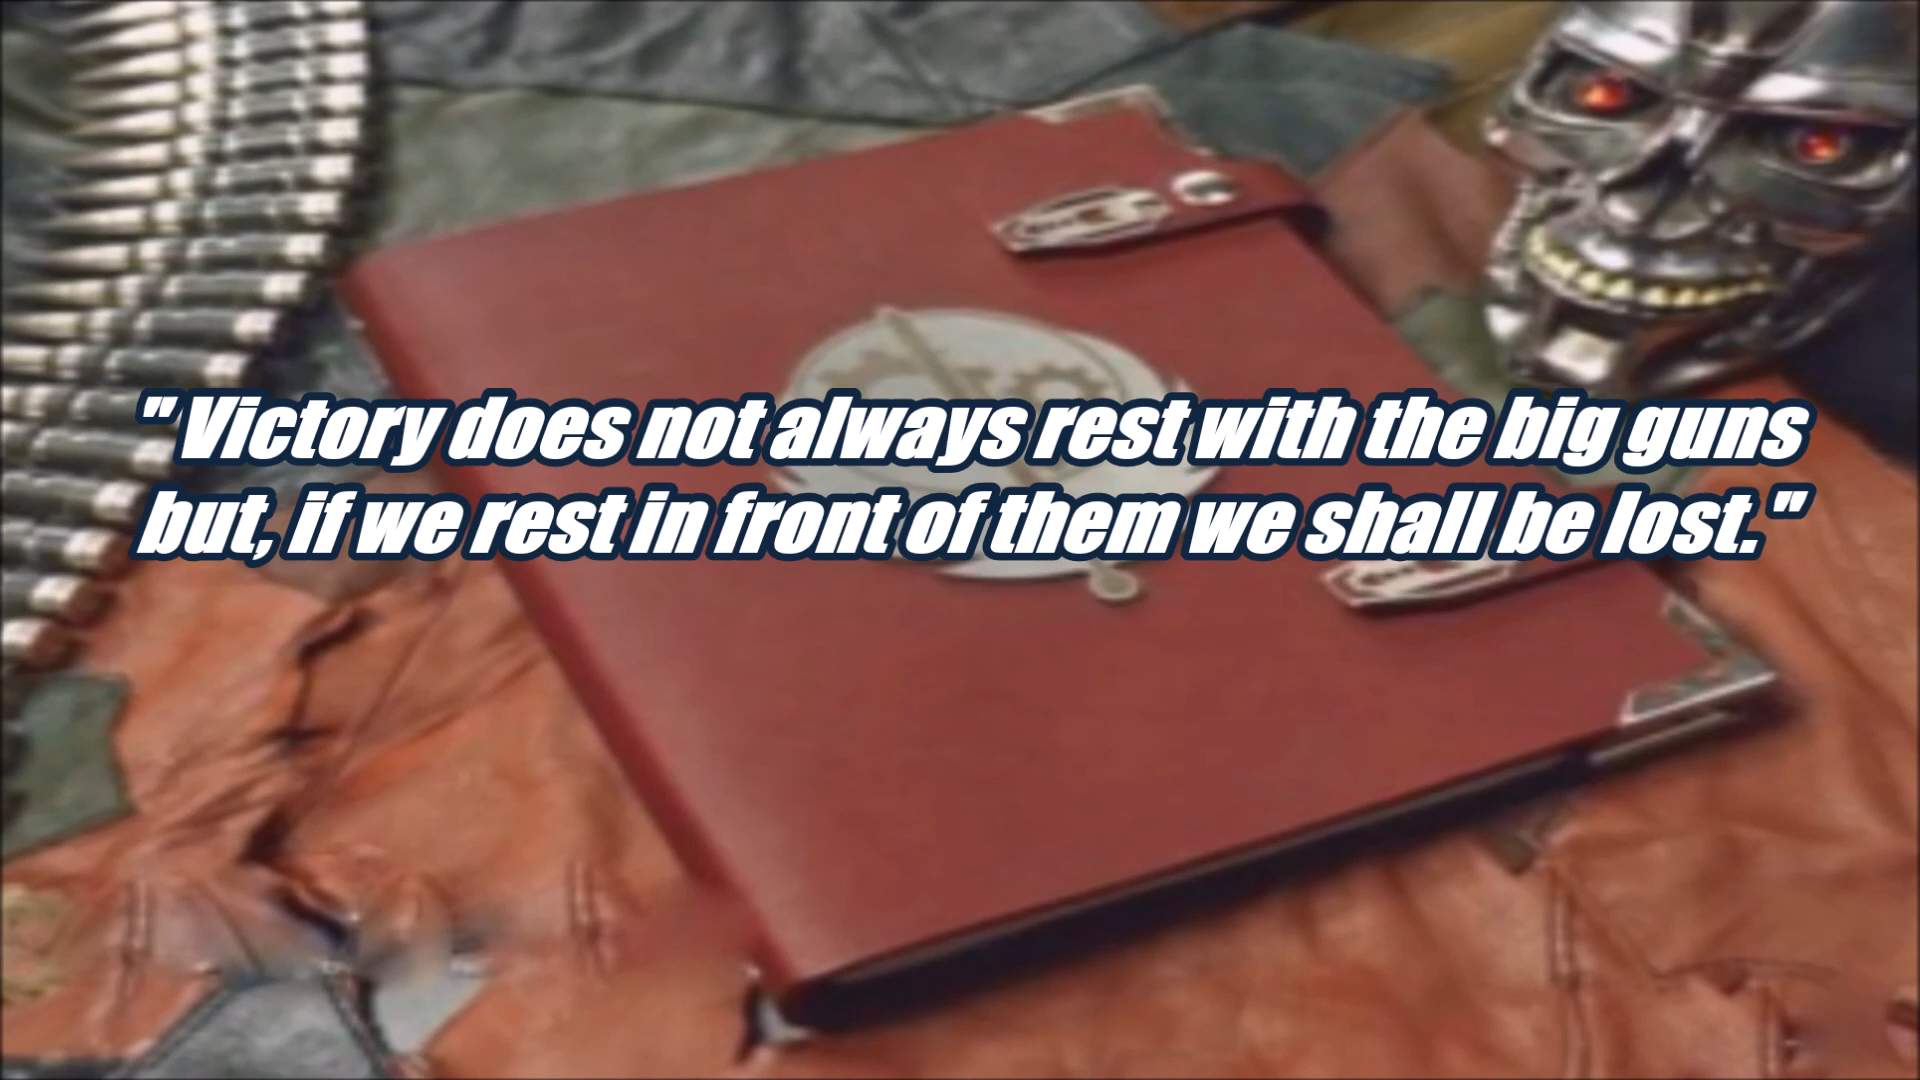 "Victory does not always rest with the big guns
but, if we rest in front of them we shall be lost."